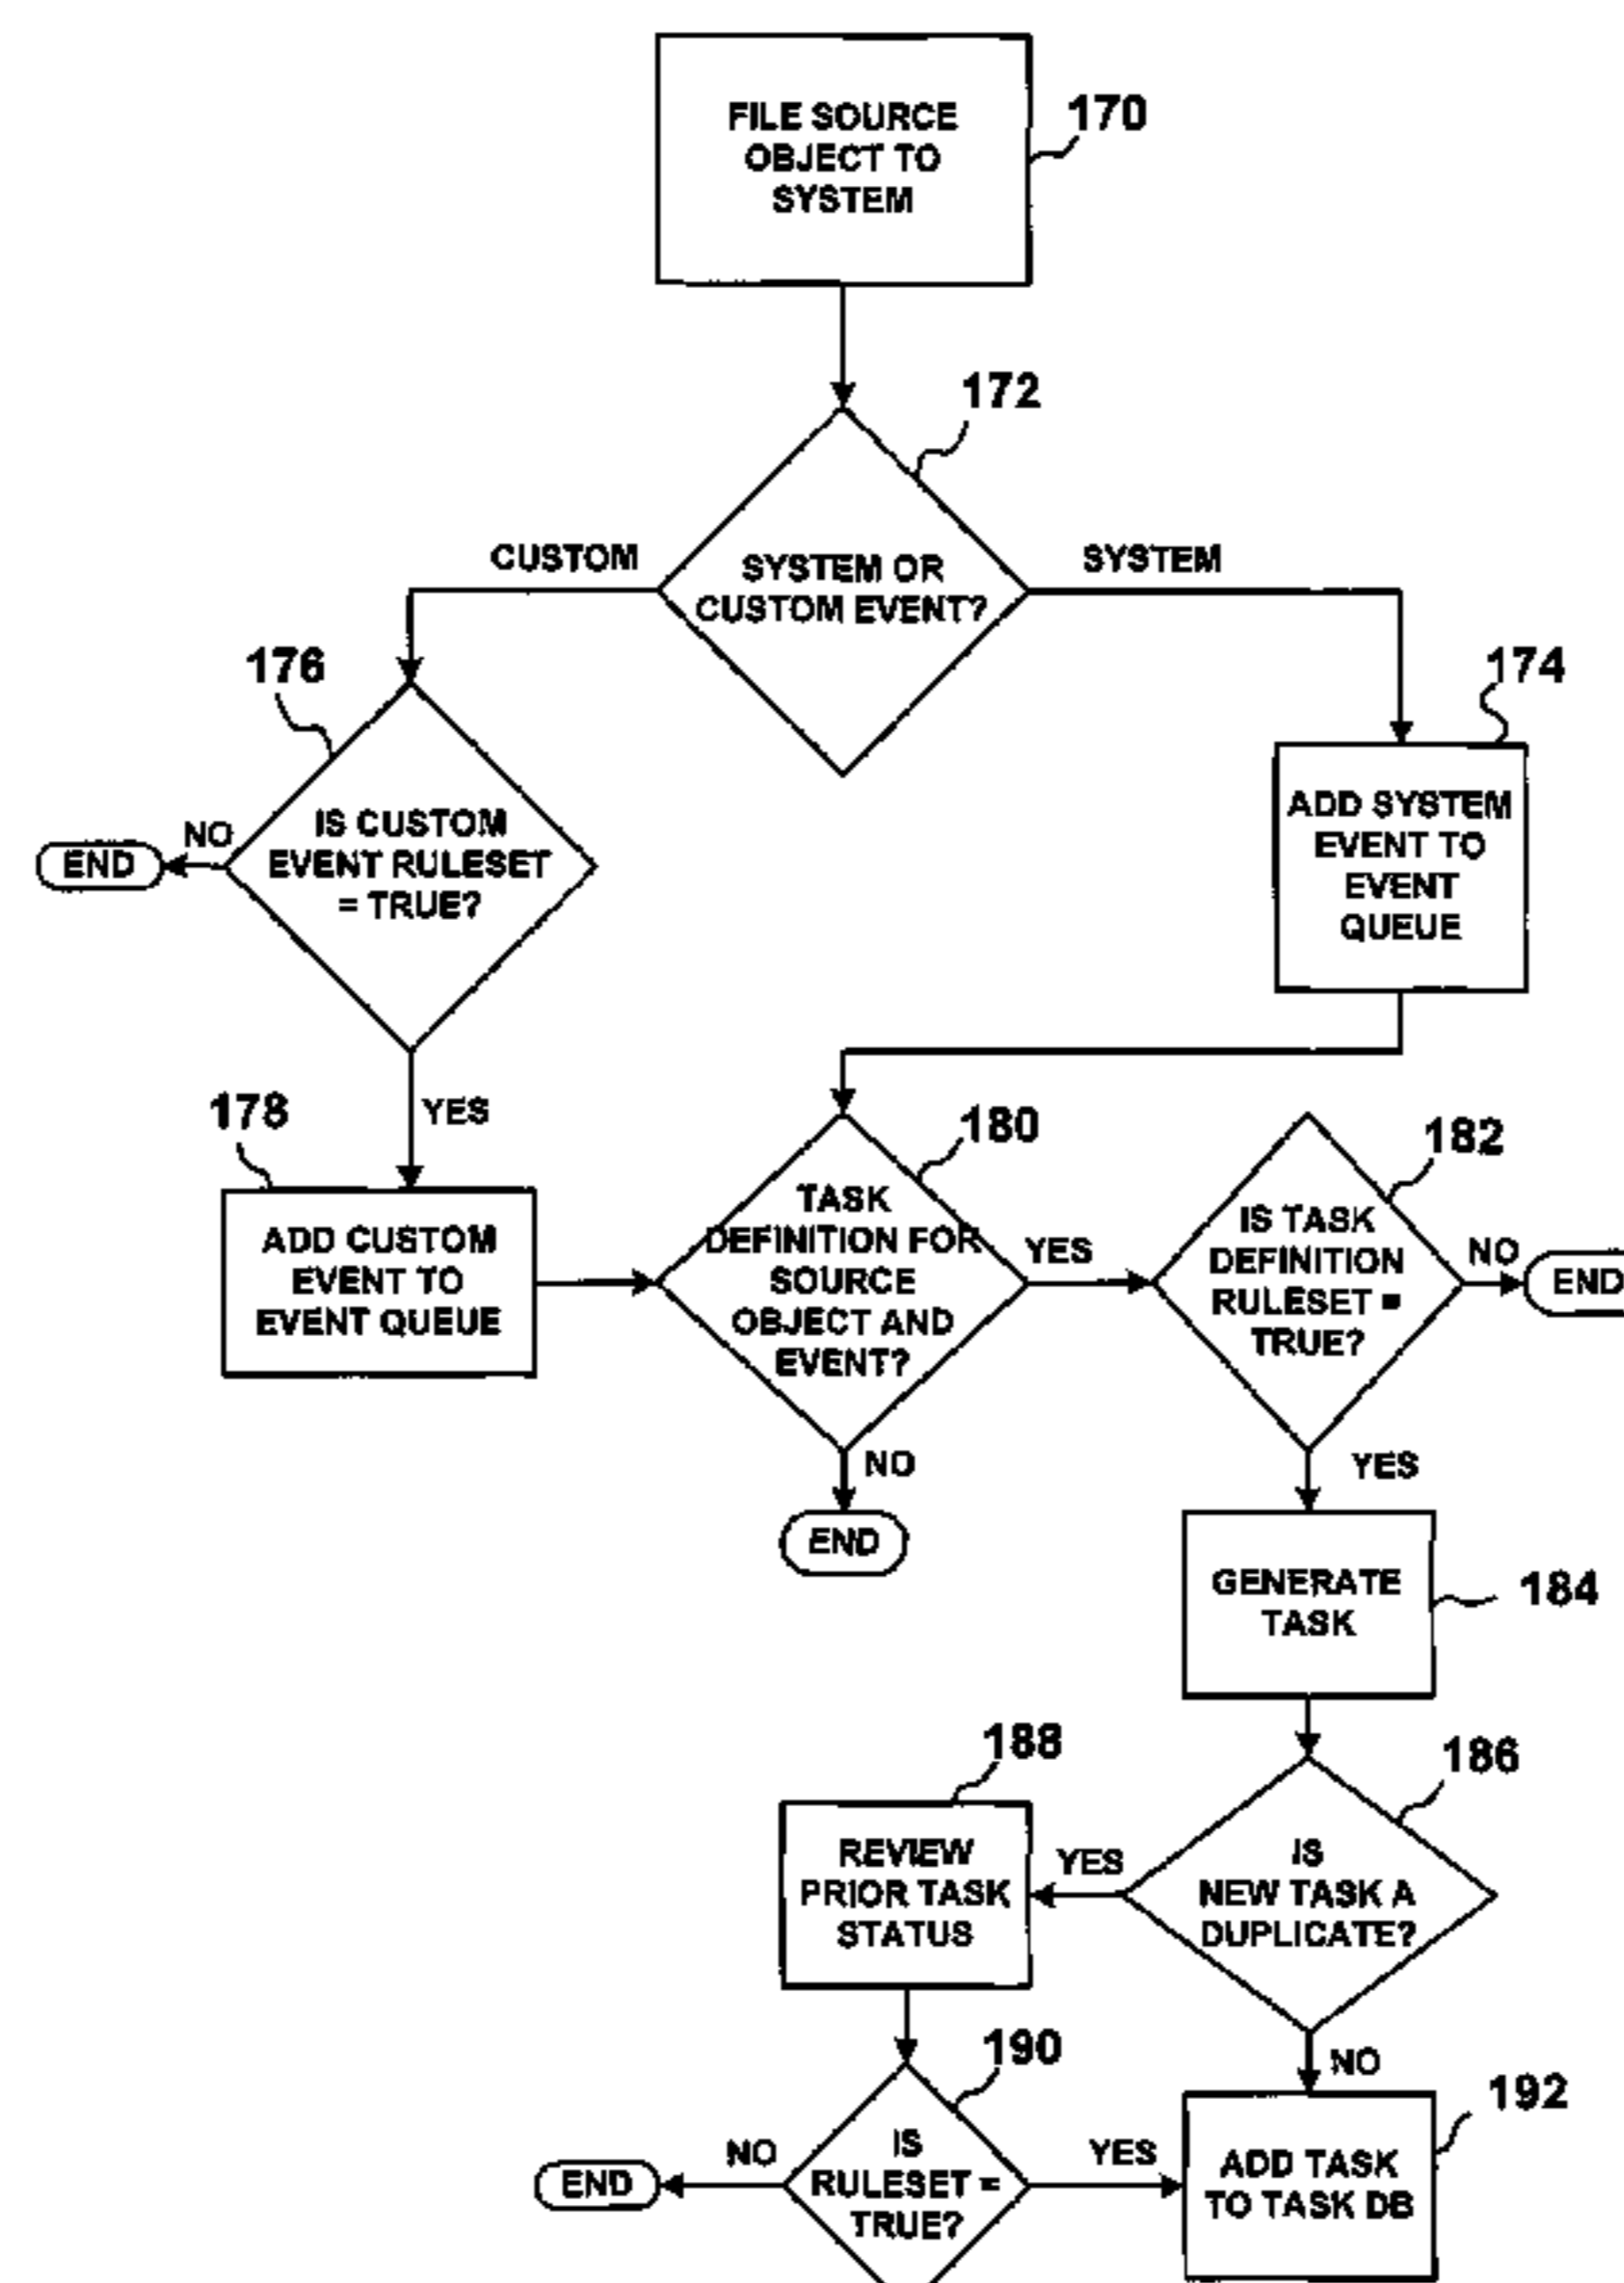 FILE SOURCE
OBJECT TO
SYSTEM
170
172
CUSTOM
SYSTEM OR
CUSTOM EVENT?
SYSTEM
176
174
NO
END
IS CUSTOM
EVENT RULESET
= TRUE?
ADD SYSTEM
EVENT TO
EVENT
QUEUE
178
YES
180
182
ADD CUSTOM
EVENT TO
EVENT QUEUE
TASK
DEFINITION FOR
SOURCE
OBJECT AND
EVENT?
YES
IS TASK
DEFINITION
RULESET =
TRUE?
NO
END
NO
END
YES
GENERATE
TASK
184
188
186
REVIEW
PRIOR TASK
STATUS
YES
IS
NEW TASK A
DUPLICATE?
190
NO
192
NO
END
IS
RULESET =
TRUE?
YES
ADD TASK
TO TASK DB